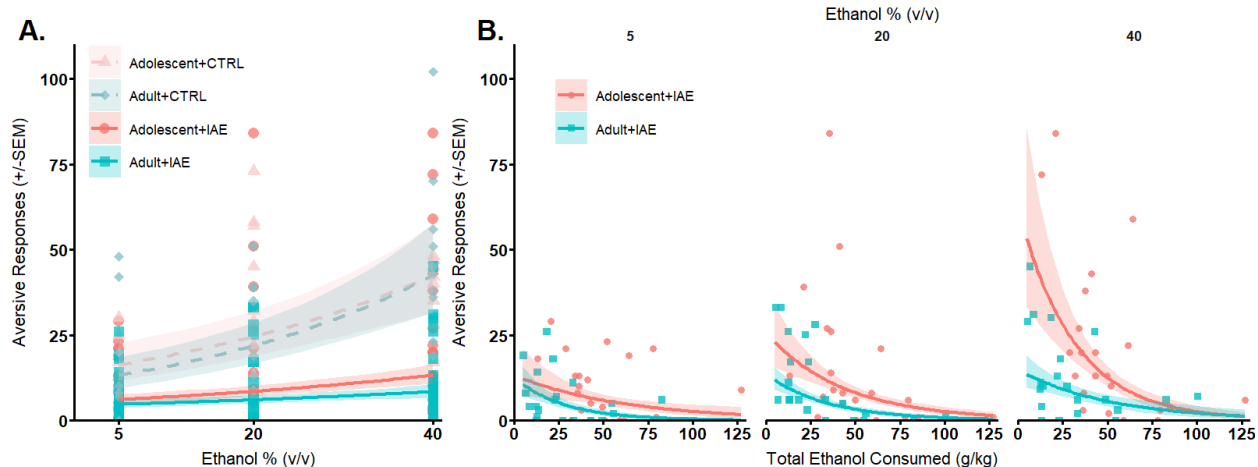 A.
Adolescent+CTRL
Adult+CTRL
Adolescent+IAE
Adult+IAE
Aversive Responses (+/-SEM)
100
75
50
25
0
5
20
40
Ethanol % (v/v)
B.
Ethanol % (v/v)
5
20
40
Adolescent+IAE
Adult+IAE
Aversive Responses (+/-SEM)
100
75
50
25
0
0 25 50 75 100 125
0 25 50 75 100 125
0 25 50 75 100 125
Total Ethanol Consumed (g/kg)